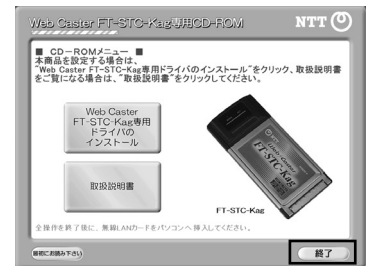 Web Caster FT-STC-Kag専用CD-ROM
NTT
■ CD－ROMメニュー ■
本商品を設定する場合は、
"Web Caster FT-STC-Kag専用ドライバのインストール"をクリック、取扱説明書
をご覧になる場合は、"取扱説明書"をクリックしてください。
Web Caster
FT-STC-Kag専用
ドライバの
インストール
Web Caster
FT-STC-Kag
取扱説明書
FT-STC-Kag
全操作を終了後に、無線LANカードをパソコンへ挿入してください。
最初にお読み下さい
終了